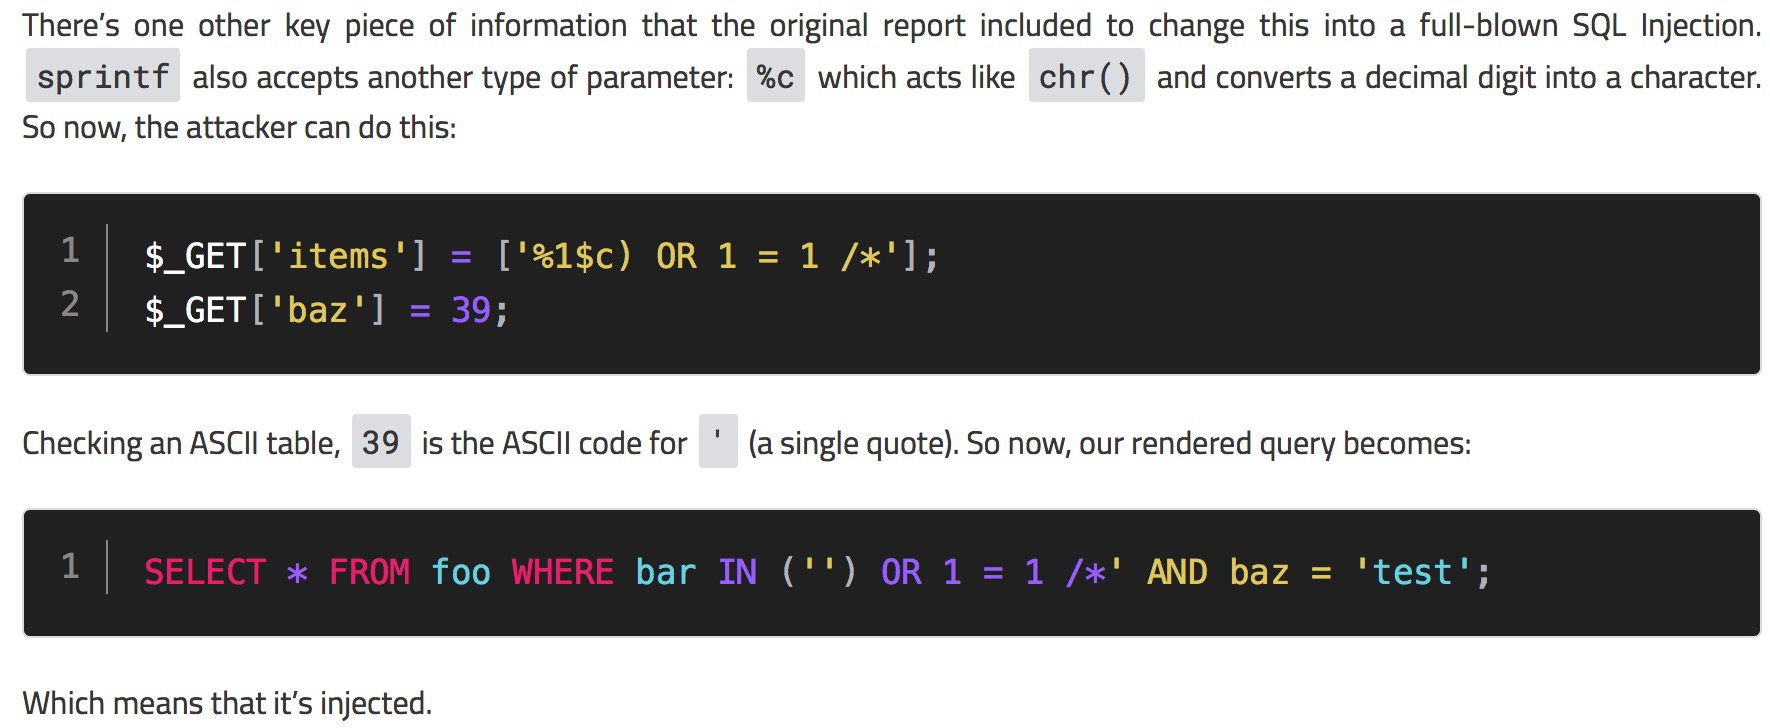 There’s one other key piece of information that the original report included to change this into a full-blown SQL Injection.
sprintf also accepts another type of parameter: %c which acts like chr() and converts a decimal digit into a character.
So now, the attacker can do this:
1 $_GET['items'] = ['%1$c) OR 1 = 1 /*'];
2 $_GET['baz'] = 39;
Checking an ASCII table, 39 is the ASCII code for ' (a single quote). So now, our rendered query becomes:
1 SELECT * FROM foo WHERE bar IN ('') OR 1 = 1 /*' AND baz = 'test';
Which means that it’s injected.